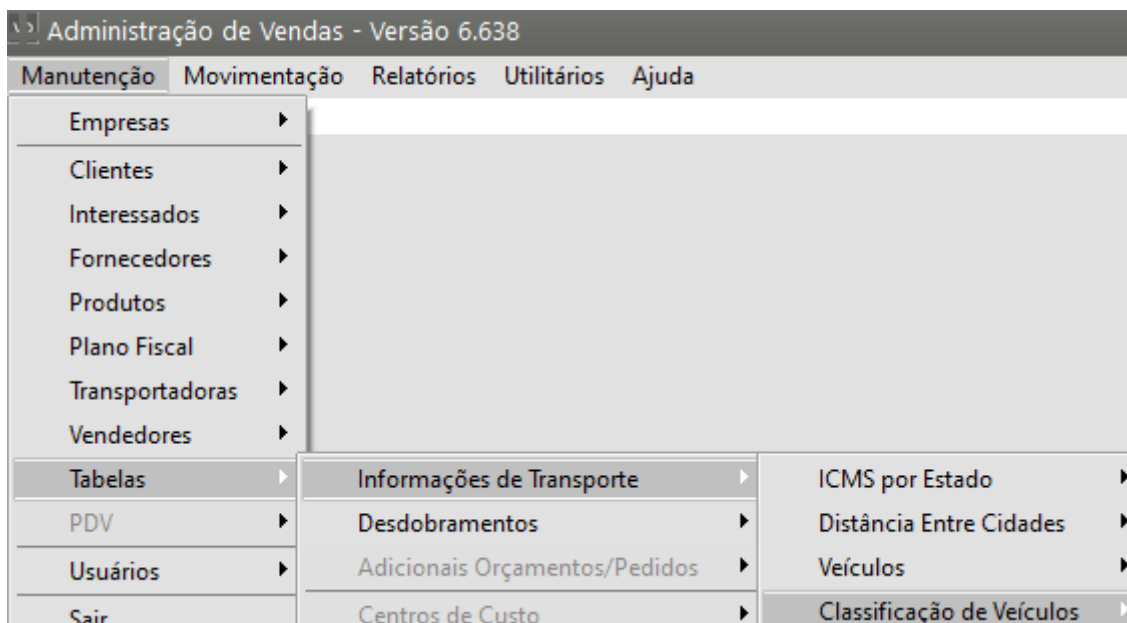 Administração de Vendas - Versão 6.638
Manutenção Movimentação Relatórios Utilitários Ajuda
Empresas
Clientes
Interessados
Fornecedores
Produtos
Plano Fiscal
Transportadoras
Vendedores
Tabelas
PDV
Usuários
Sair
Informações de Transporte
Desdobramentos
Adicionais Orçamentos/Pedidos
Centros de Custo
ICMS por Estado
Distância Entre Cidades
Veículos
Classificação de Veículos